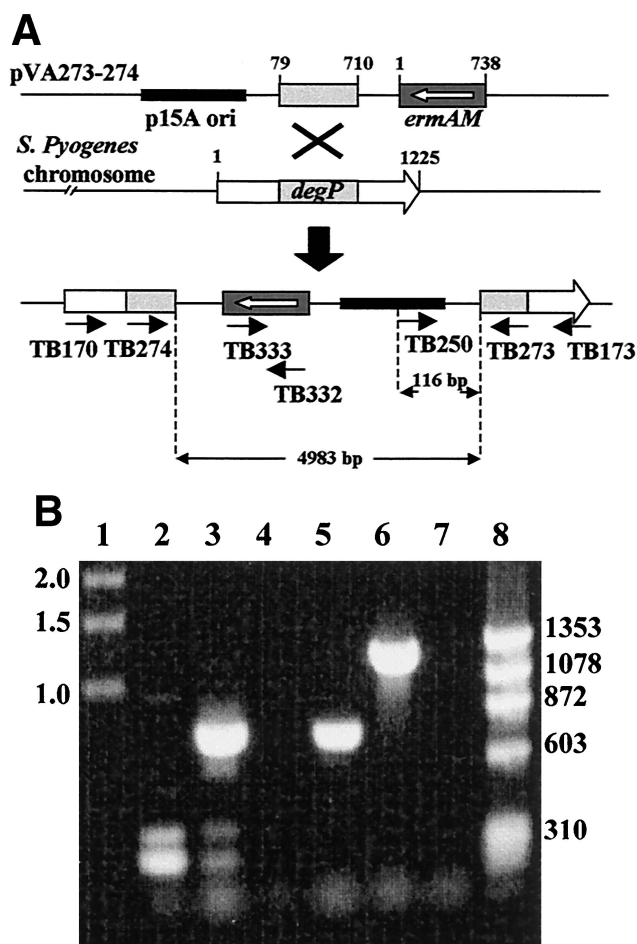 A
pVA273-274
79 710 1 738
p15A ori
ermAM
S. Pyogenes
chromosome
1 1225
degP
TB170 TB274 TB333 TB250 TB273 TB173
TB332
116 bp
4983 bp
B
1 2 3 4 5 6 7 8
2.0
1.5
1.0
1353
1078
872
603
310